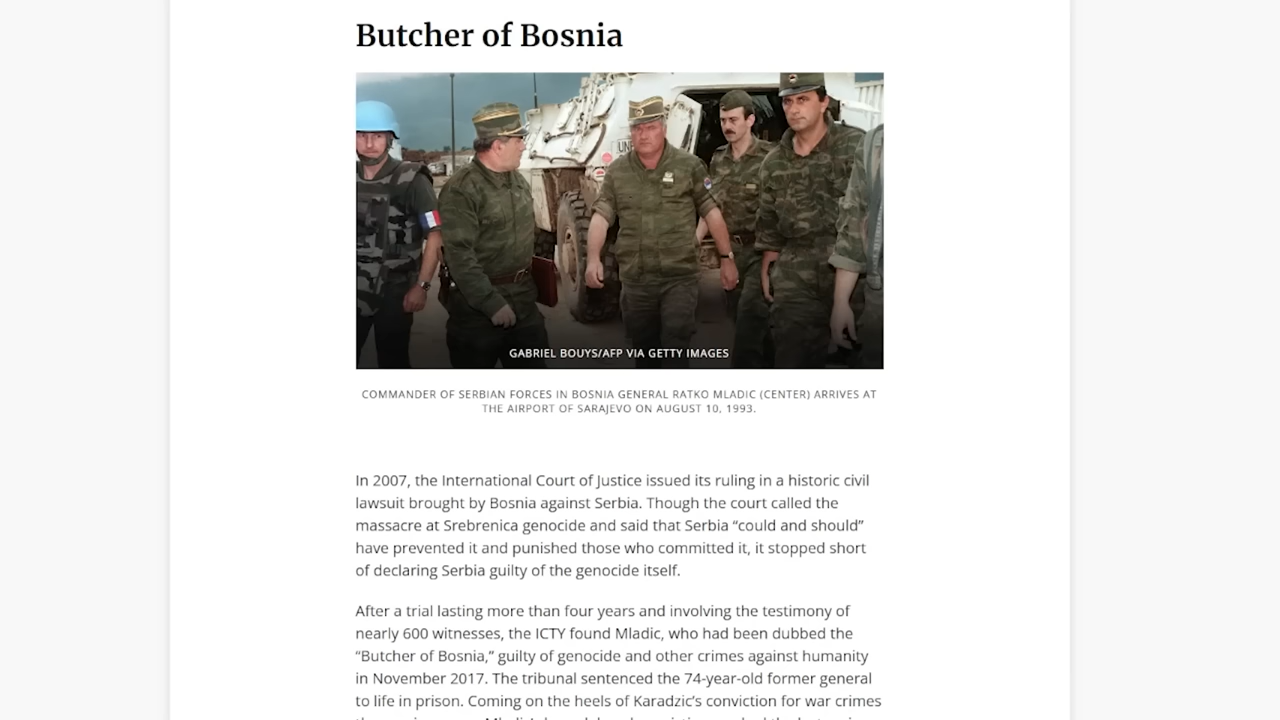 Butcher of Bosnia
UN
GABRIEL BOUYS/AFP VIA GETTY IMAGES
COMMANDER OF SERBIAN FORCES IN BOSNIA GENERAL RATKO MLADIC (CENTER) ARRIVES AT
THE AIRPORT OF SARAJEVO ON AUGUST 10, 1993.
In 2007, the International Court of Justice issued its ruling in a historic civil
lawsuit brought by Bosnia against Serbia. Though the court called the
massacre at Srebrenica genocide and said that Serbia “could and should”
have prevented it and punished those who committed it, it stopped short
of declaring Serbia guilty of the genocide itself.
After a trial lasting more than four years and involving the testimony of
nearly 600 witnesses, the ICTY found Mladic, who had been dubbed the
“Butcher of Bosnia,” guilty of genocide and other crimes against humanity
in November 2017. The tribunal sentenced the 74-year-old former general
to life in prison. Coming on the heels of Karadzic’s conviction for war crimes